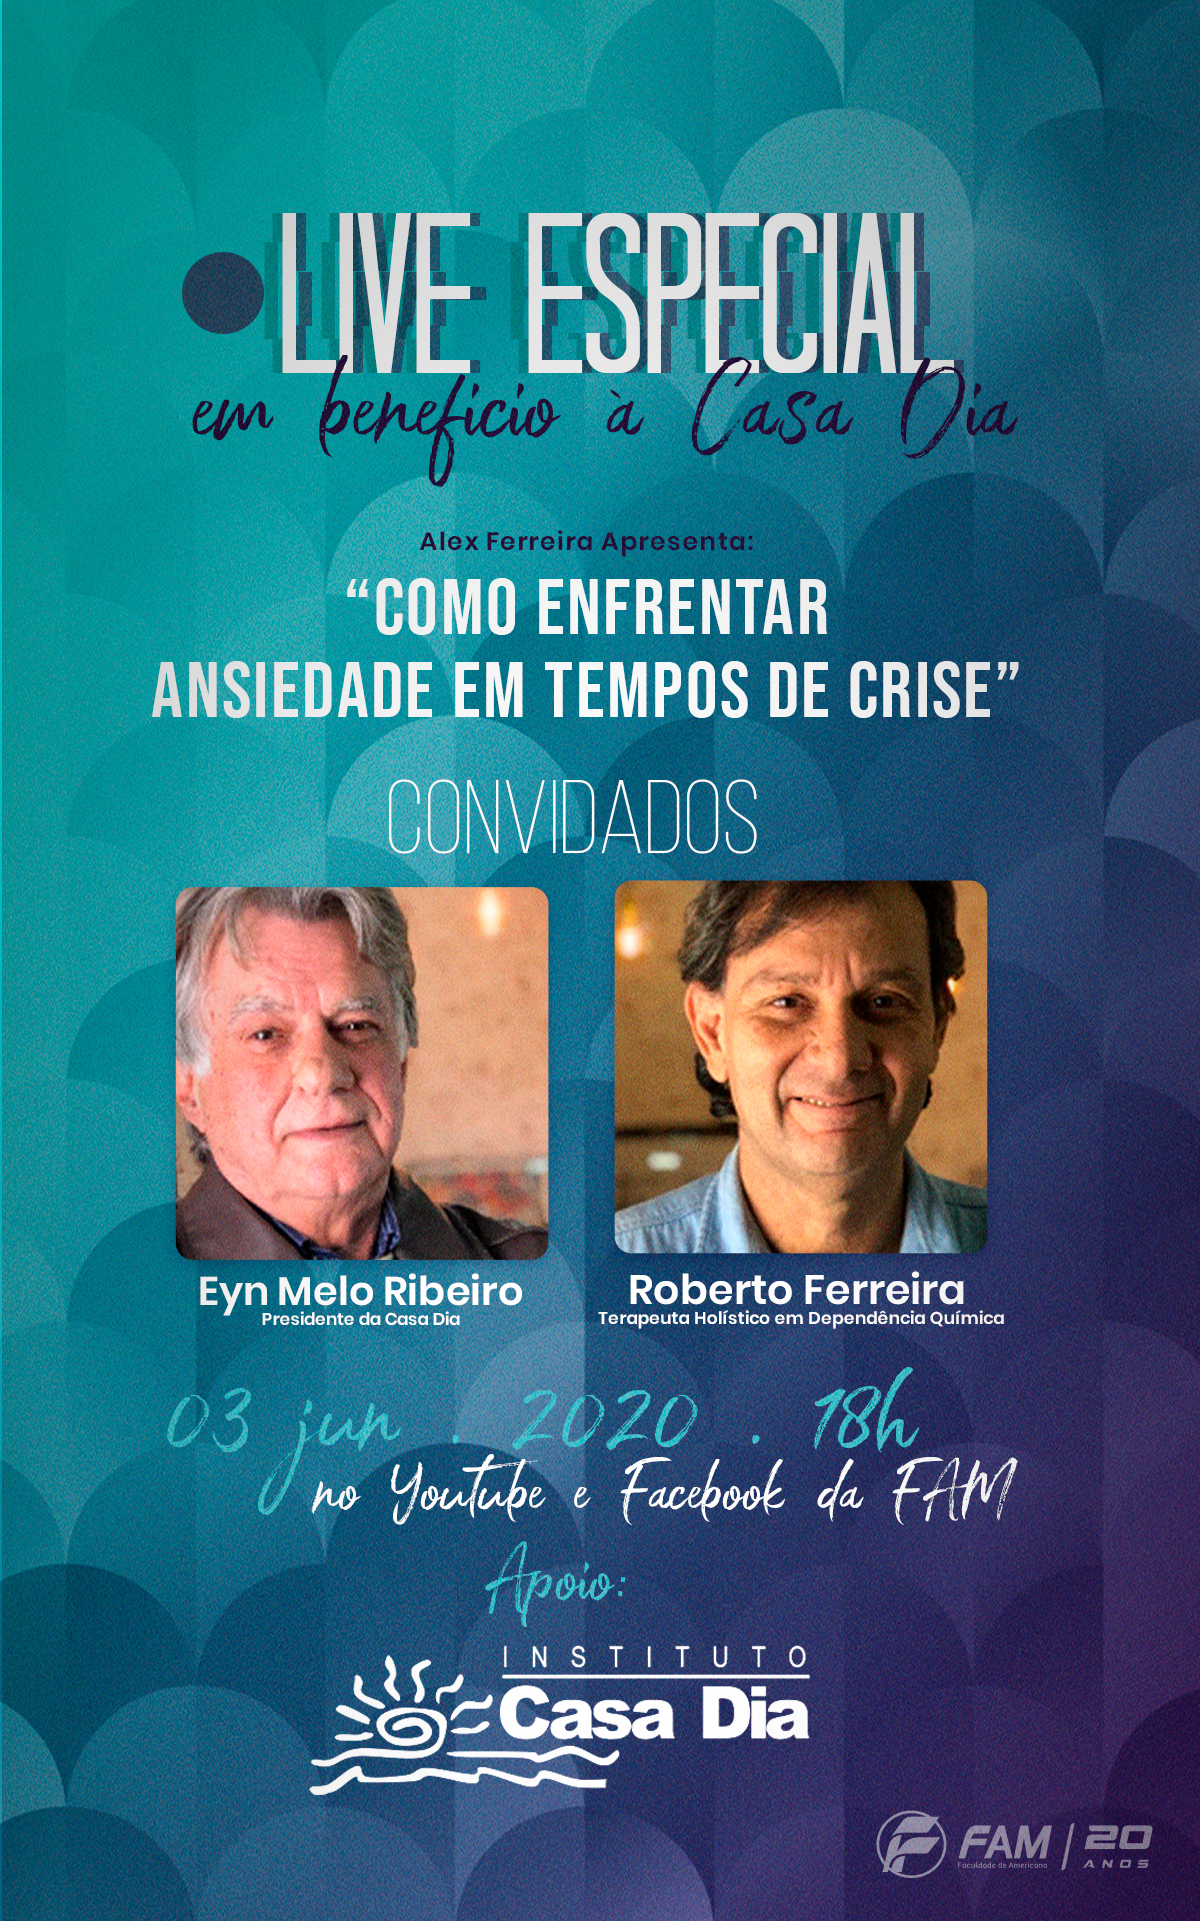 LIVE ESPECIAL
em beneficio à Casa Dia
Alex Ferreira Apresenta:
“COMO ENFRENTAR
ANSIEDADE EM TEMPOS DE CRISE”
CONVIDADOS
Eyn Melo Ribeiro
Presidente da Casa Dia
Roberto Ferreira
Terapeuta Holístico em Dependência Química
03 jun . 2020 . 18h
no Youtube e Facebook da FAM
Apoio:
INSTITUTO
Casa Dia
FAM | 20
Faculdade de Americana
ANOS